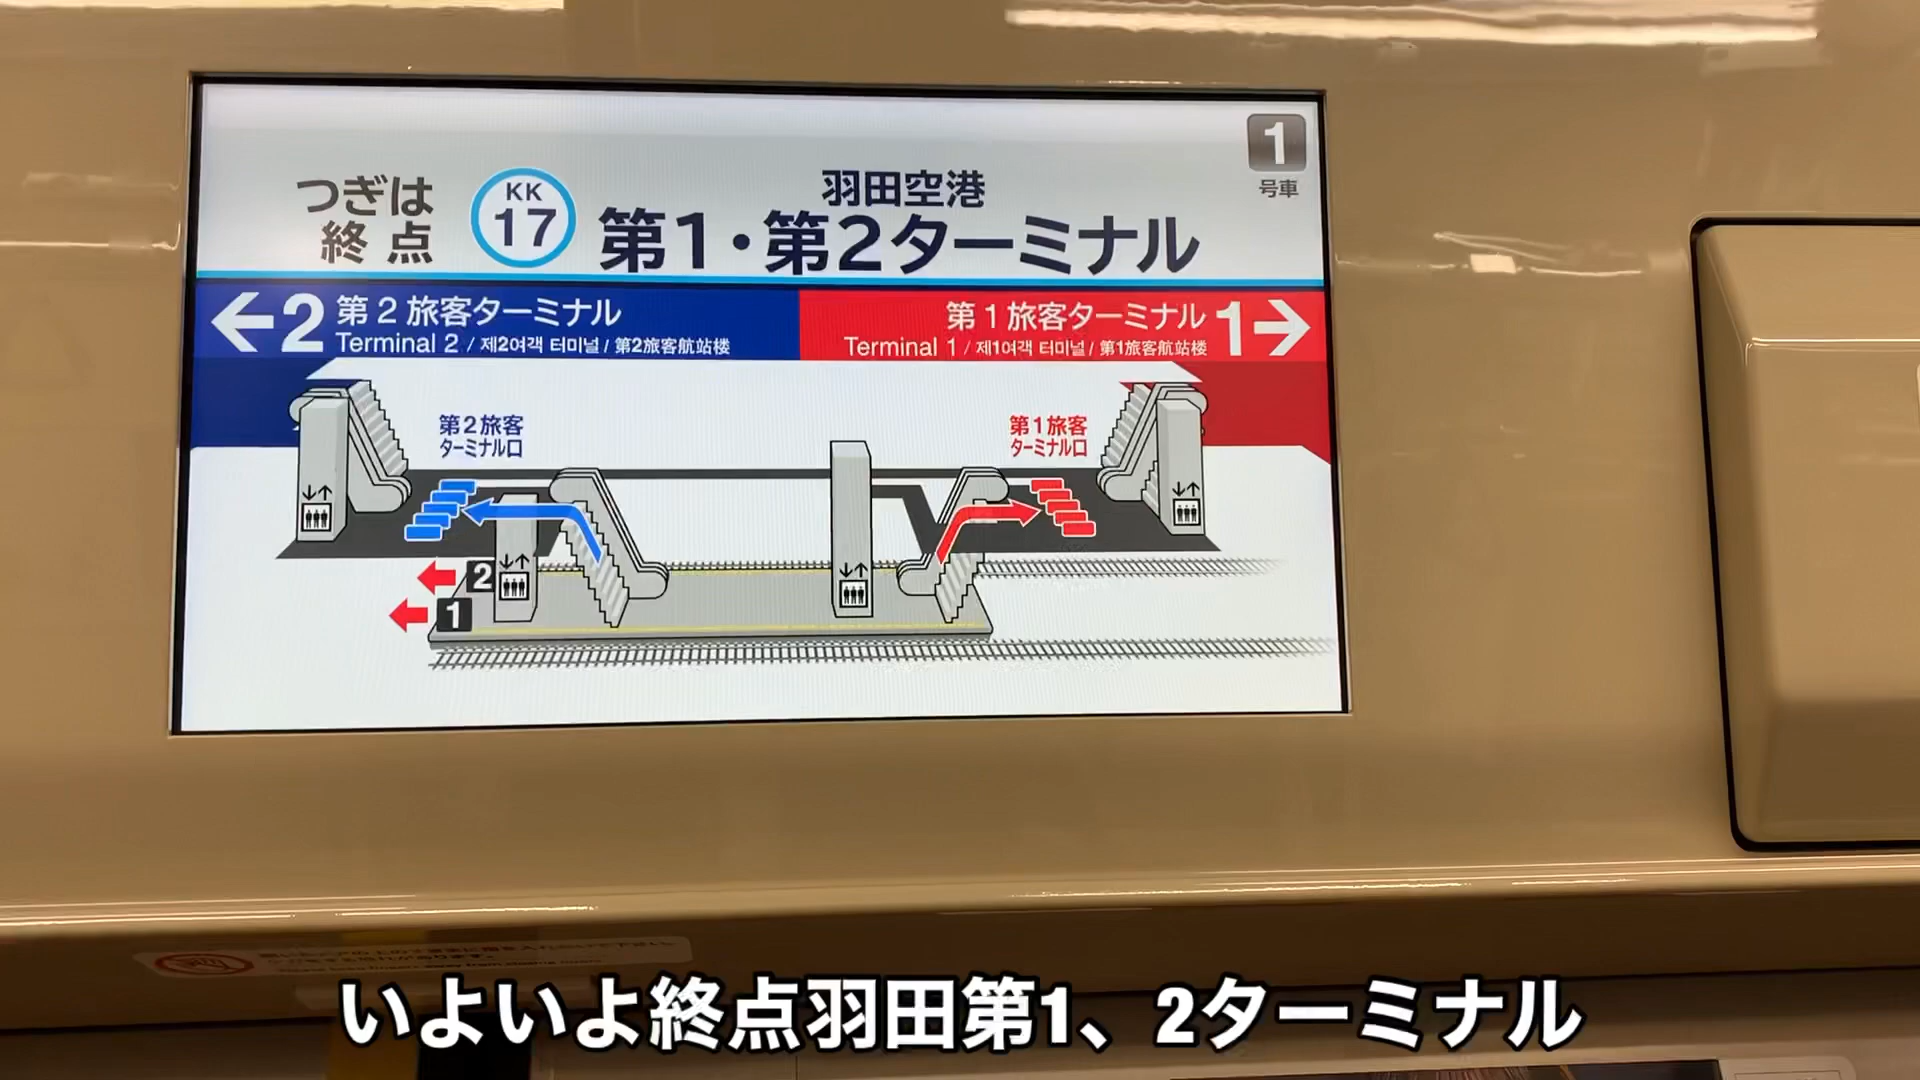 1
号車
つぎは
終点
KK
17
羽田空港
第1・第2ターミナル
←2 第2旅客ターミナル
Terminal 2 / 제2여객 터미널 / 第2旅客航站楼
第1旅客ターミナル 1→
Terminal 1 / 제1여객 터미널 / 第1旅客航站楼
第2旅客
ターミナル口
第1旅客
ターミナル口
2
1
いよいよ終点羽田第1、2ターミナル